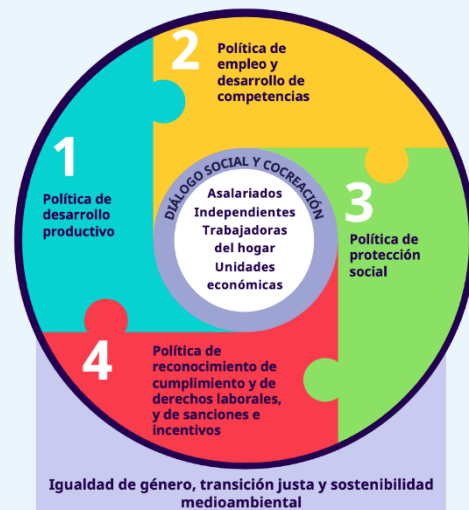 1
Política de
desarrollo
productivo
2
Política de
empleo y
desarrollo de
competencias
3
Política de
protección
social
4
Política de
reconocimiento de
cumplimiento y de
derechos laborales,
y de sanciones e
incentivos
DIÁLOGO SOCIAL Y COCREACIÓN
Asalariados
Independientes
Trabajadoras
del hogar
Unidades
económicas
Igualdad de género, transición justa y sostenibilidad
medioambiental